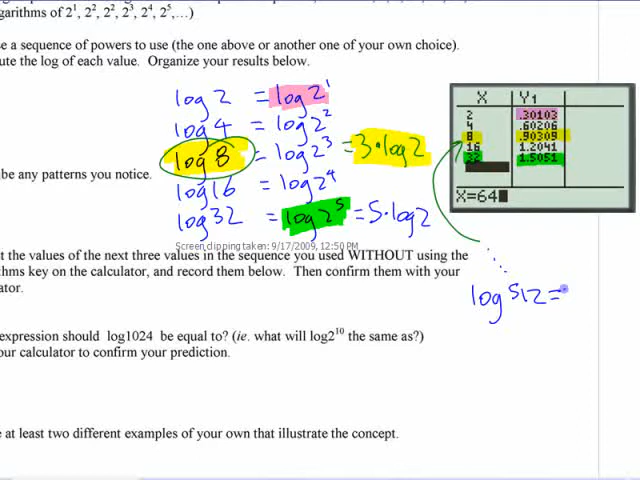 garithms of 2¹, 2², 2², 2³, 2⁴, 2⁵,…)
e a sequence of powers to use (the one above or another one of your own choice).
ute the log of each value. Organize your results below.
log 2 = log 2¹
log 4 = log 2²
log 8 = log 2³ = 3·log 2
log 16 = log 2⁴
log 32 = log 2⁵ = 5·log 2
X Y₁
2 .30103
4 .60206
8 .90309
16 1.2041
32 1.5051
X=64
be any patterns you notice.
Screen clipping taken: 9/17/2009, 12:50 PM
t the values of the next three values in the sequence you used WITHOUT using the
thms key on the calculator, and record them below. Then confirm them with your
ator.
log 512 =
expression should log1024 be equal to? (ie. what will log2¹⁰ the same as?)
our calculator to confirm your prediction.
e at least two different examples of your own that illustrate the concept.